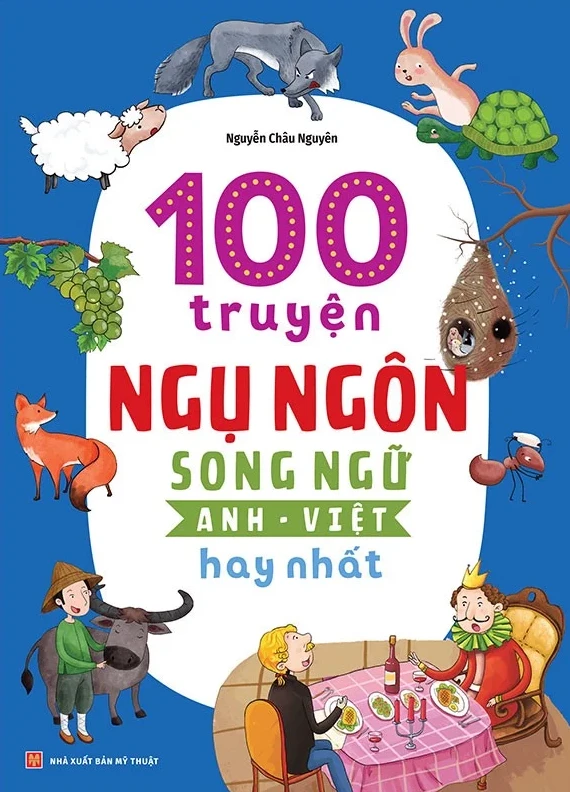 Nguyễn Châu Nguyên
100
truyện
NGỤ NGÔN
SONG NGỮ
ANH - VIỆT
hay nhất
NHÀ XUẤT BẢN MỸ THUẬT